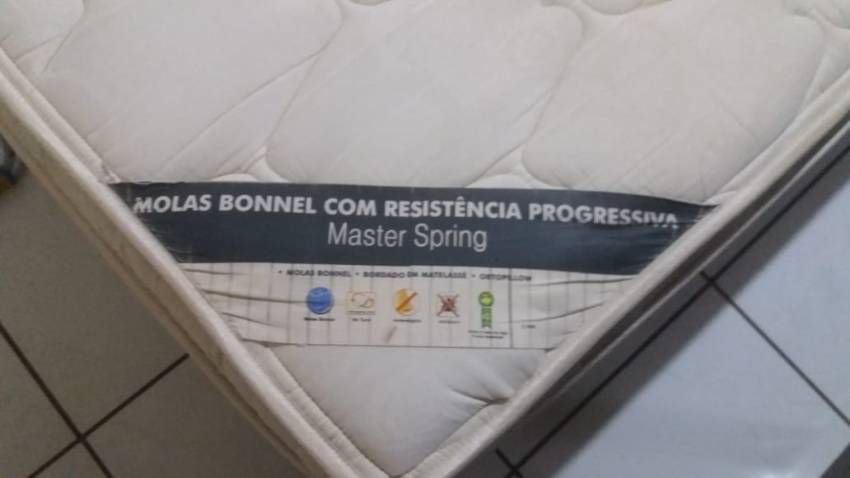 MOLAS BONNEL COM RESISTÊNCIA PROGRESSIVA
Master Spring
• MOLAS BONNEL • BORDADO EM MATELASSÊ • ORTOPILLOW